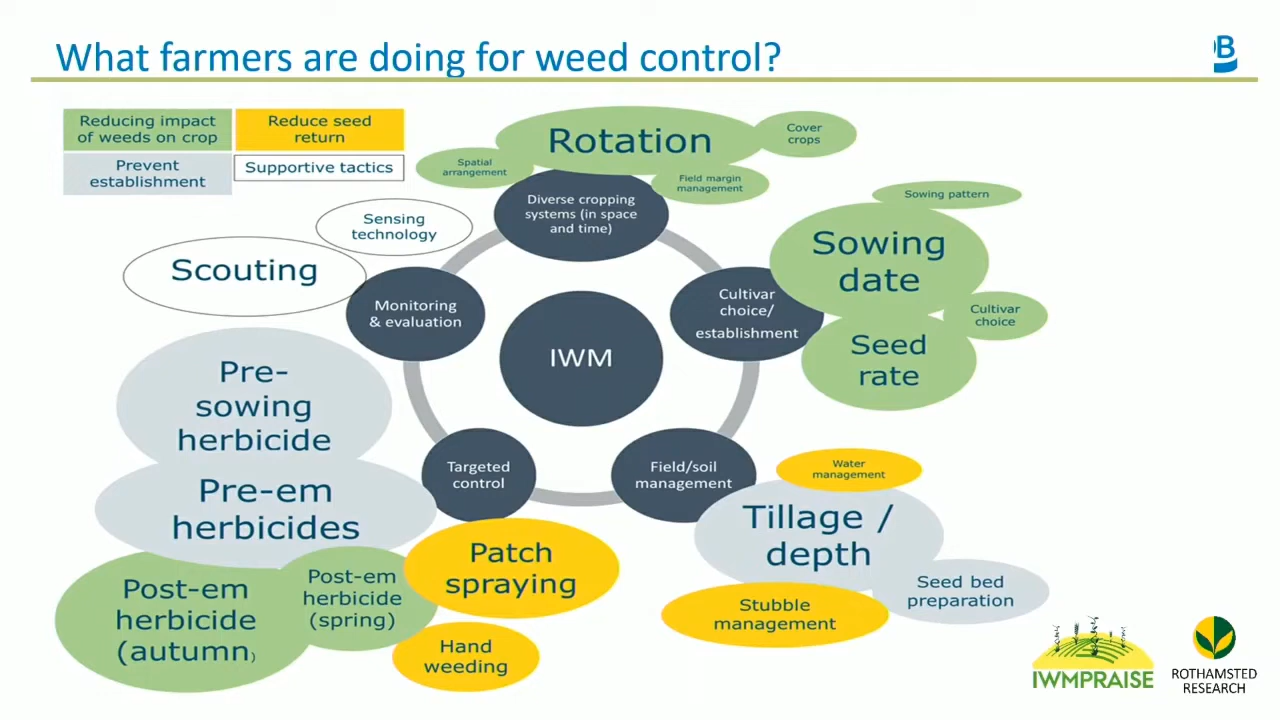 What farmers are doing for weed control?
Reducing impact
of weeds on crop
Reduce seed
return
Prevent
establishment
Supportive tactics
Rotation
Cover
crops
Spatial
arrangement
Field margin
management
Diverse cropping
systems (in space
and time)
Sensing
technology
Scouting
Monitoring
& evaluation
Sowing pattern
Sowing
date
Cultivar
choice
Seed
rate
Cultivar
choice/
establishment
IWM
Pre-
sowing
herbicide
Pre-em
herbicides
Targeted
control
Field/soil
management
Water
management
Tillage /
depth
Seed bed
preparation
Stubble
management
Patch
spraying
Hand
weeding
Post-em
herbicide
(spring)
Post-em
herbicide
(autumn)
IWMPRAISE
ROTHAMSTED
RESEARCH